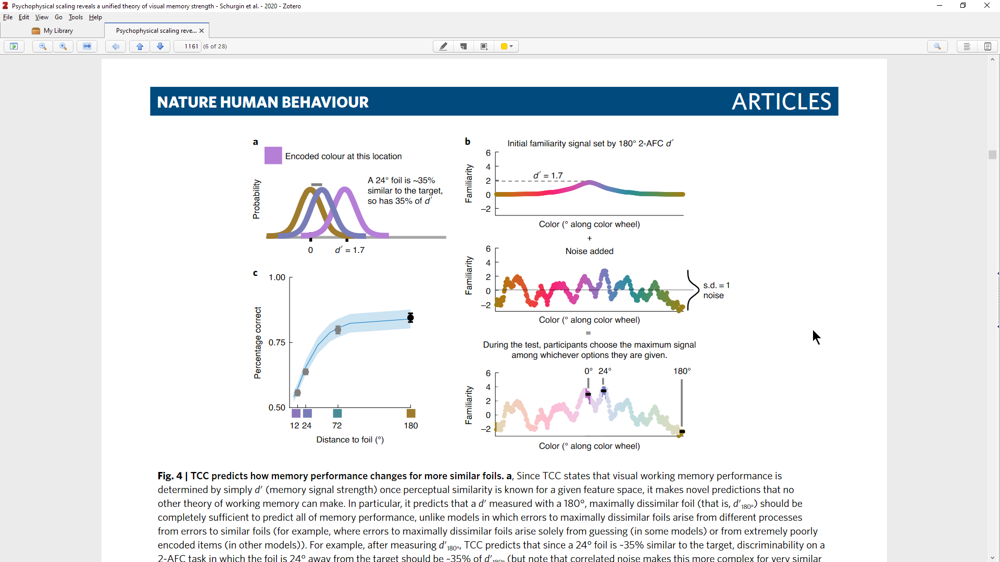 Psychophysical scaling reveals a unified theory of visual memory strength - Schurgin et al. - 2020 - Zotero
File Edit View Go Tools Help
My Library
Psychophysical scaling reve...
1161 (6 of 28)
NATURE HUMAN BEHAVIOUR
ARTICLES
a
Encoded colour at this location
A 24° foil is ~35%
similar to the target,
so has 35% of d′
Probability
0
d′ = 1.7
b
Initial familiarity signal set by 180° 2-AFC d′
6
4
2
0
−2
Familiarity
d′ = 1.7
Color (° along color wheel)
+
Noise added
6
4
2
0
−2
Familiarity
s.d. = 1
noise
Color (° along color wheel)
=
During the test, participants choose the maximum signal
among whichever options they are given.
0° 24° 180°
6
4
2
0
−2
Familiarity
Color (° along color wheel)
c
1.00
0.75
0.50
Percentage correct
12 24 72 180
Distance to foil (°)
Fig. 4 | TCC predicts how memory performance changes for more similar foils. a, Since TCC states that visual working memory performance is
determined by simply d′ (memory signal strength) once perceptual similarity is known for a given feature space, it makes novel predictions that no
other theory of working memory can make. In particular, it predicts that a d′ measured with a 180°, maximally dissimilar foil (that is, d′180°) should be
completely sufficient to predict all of memory performance, unlike models in which errors to maximally dissimilar foils arise from different processes
from errors to similar foils (for example, where errors to maximally dissimilar foils arise solely from guessing (in some models) or from extremely poorly
encoded items (in other models)). For example, after measuring d′180°, TCC predicts that since a 24° foil is ~35% similar to the target, discriminability on a
2-AFC task in which the foil is 24° away from the target should be ~35% of d′180° (but note that correlated noise makes this more complex for very similar